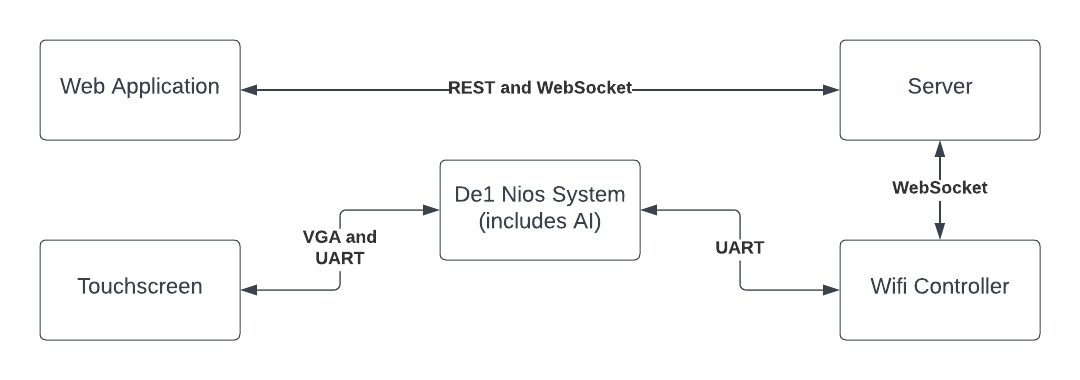 Web Application
REST and WebSocket
Server
De1 Nios System
(includes AI)
WebSocket
VGA and
UART
UART
Touchscreen
Wifi Controller